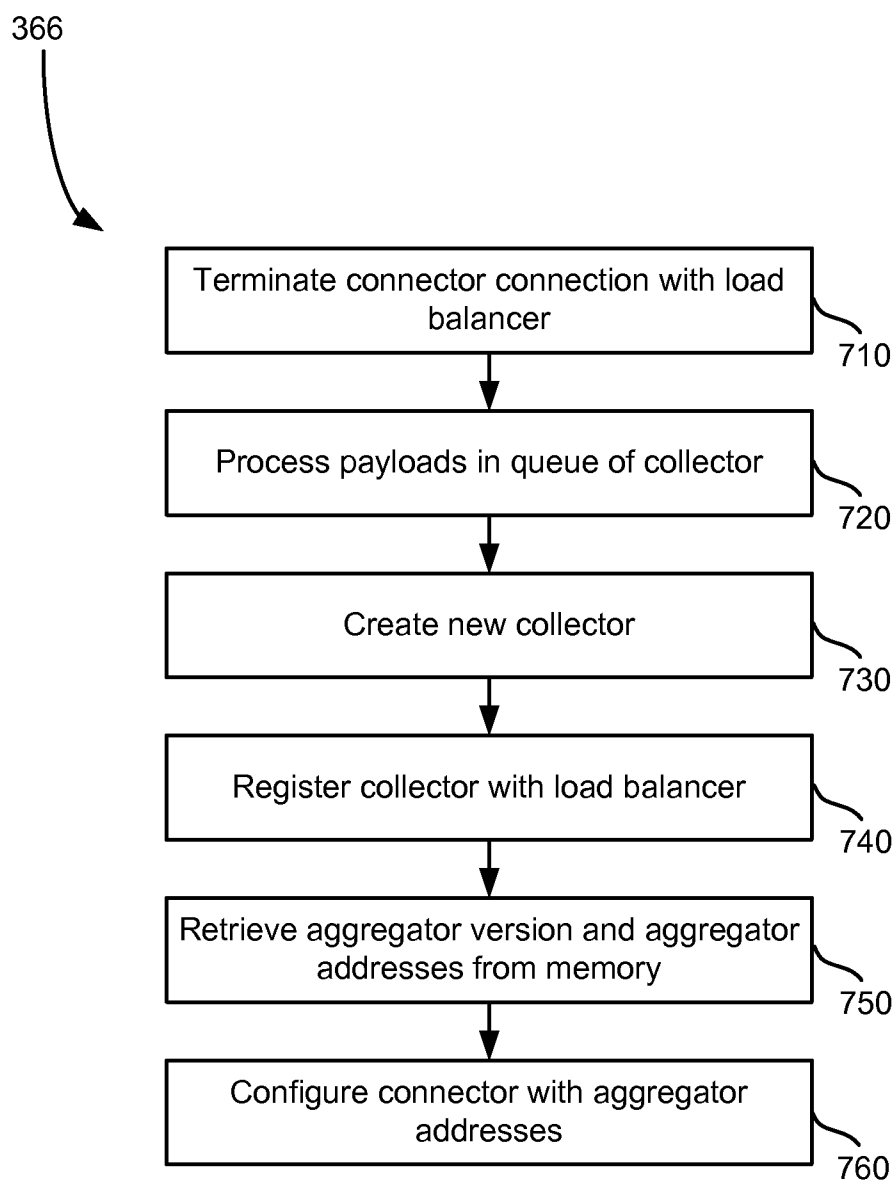 366
Terminate connector connection with load
balancer
710
Process payloads in queue of collector
720
Create new collector
730
Register collector with load balancer
740
Retrieve aggregator version and aggregator
addresses from memory
750
Configure connector with aggregator
addresses
760